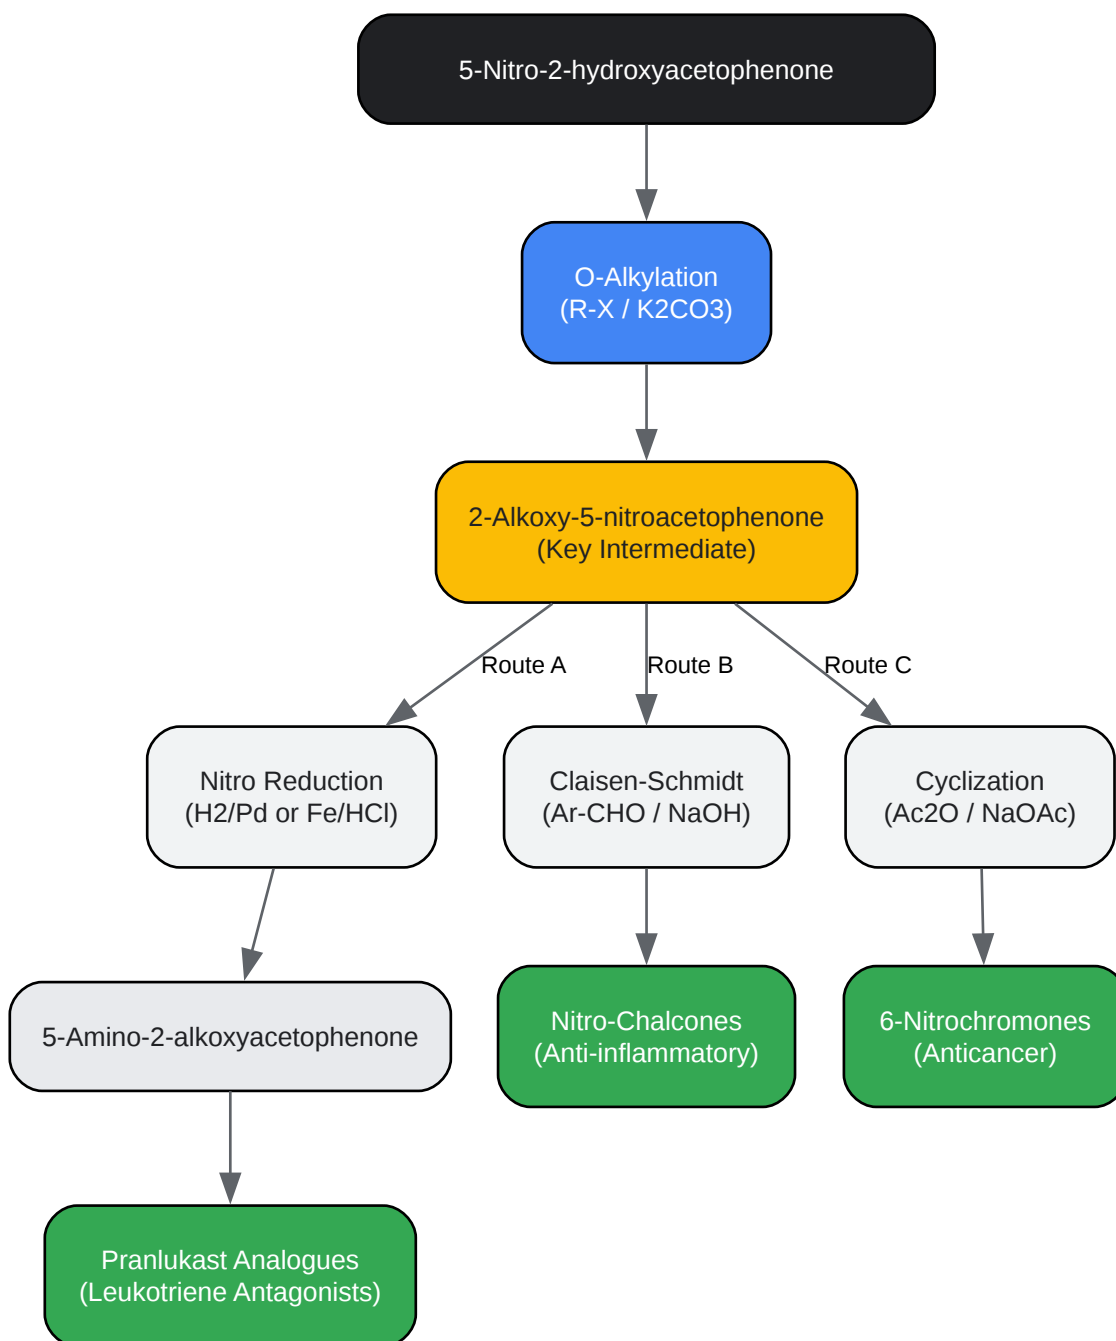 5-Nitro-2-hydroxyacetophenone
O-Alkylation
(R-X / K2CO3)
2-Alkoxy-5-nitroacetophenone
(Key Intermediate)
Route A
Route B
Route C
Nitro Reduction
(H2/Pd or Fe/HCl)
Claisen-Schmidt
(Ar-CHO / NaOH)
Cyclization
(Ac2O / NaOAc)
5-Amino-2-alkoxyacetophenone
Nitro-Chalcones
(Anti-inflammatory)
6-Nitrochromones
(Anticancer)
Pranlukast Analogues
(Leukotriene Antagonists)